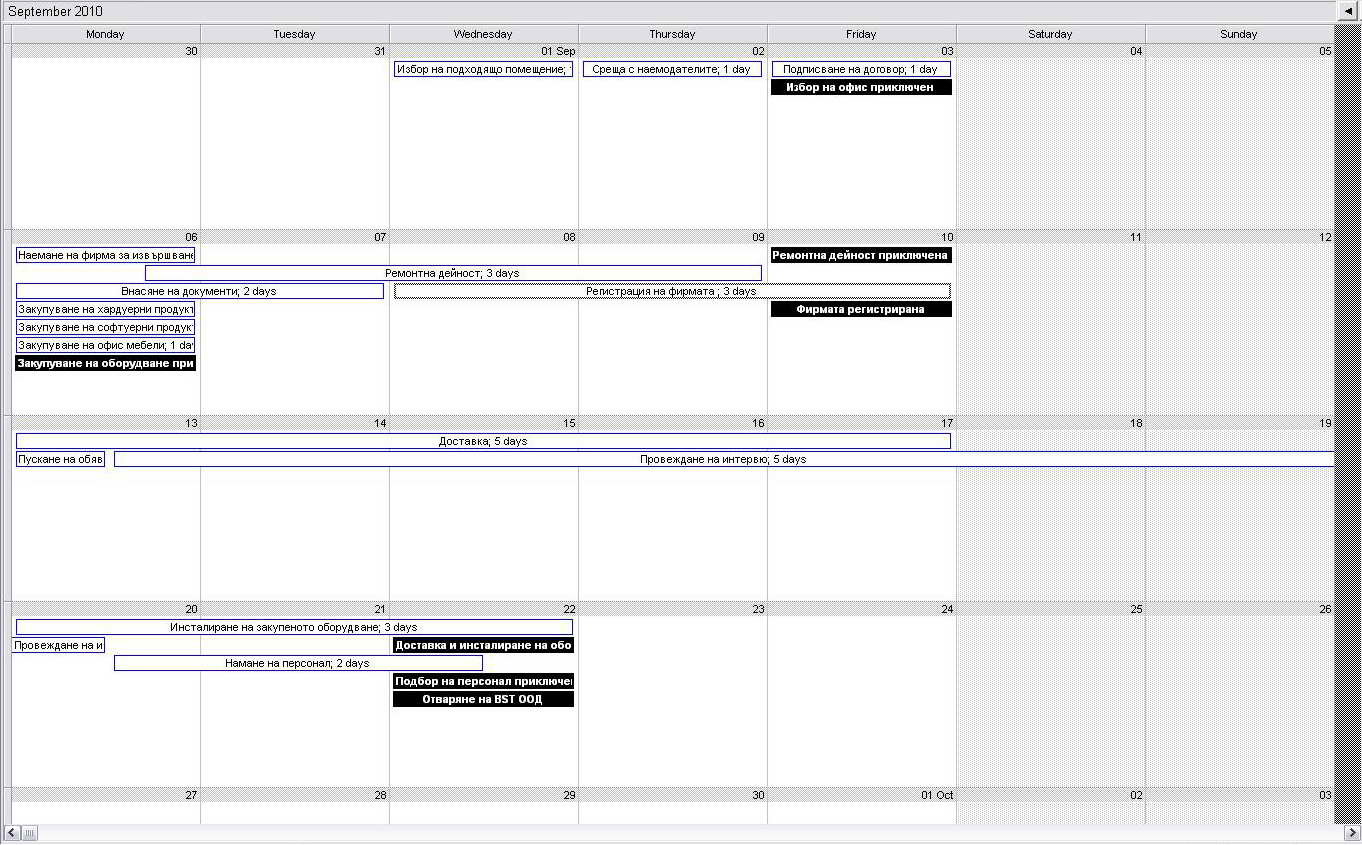 September 2010
Monday Tuesday Wednesday Thursday Friday Saturday Sunday
30 31 01 Sep 02 03 04 05
Избор на подходящо помещение; Среща с наемодателите; 1 day Подписване на договор; 1 day
Избор на офис приключен
06 07 08 09 10 11 12
Наемане на фирма за извършване Ремонтна дейност приключена
Ремонтна дейност; 3 days
Внасяне на документи; 2 days Регистрация на фирмата ; 3 days
Закупуване на хардуерни продукт Фирмата регистрирана
Закупуване на софтуерни продукт
Закупуване на офис мебели; 1 day
Закупуване на оборудване при
13 14 15 16 17 18 19
Доставка; 5 days
Пускане на обяв Провеждане на интервю; 5 days
20 21 22 23 24 25 26
Инсталиране на закупеното оборудване; 3 days
Провеждане на и Доставка и инсталиране на обо
Намане на персонал; 2 days
Подбор на персонал приключен
Отваряне на BST ООД
27 28 29 30 01 Oct 02 03